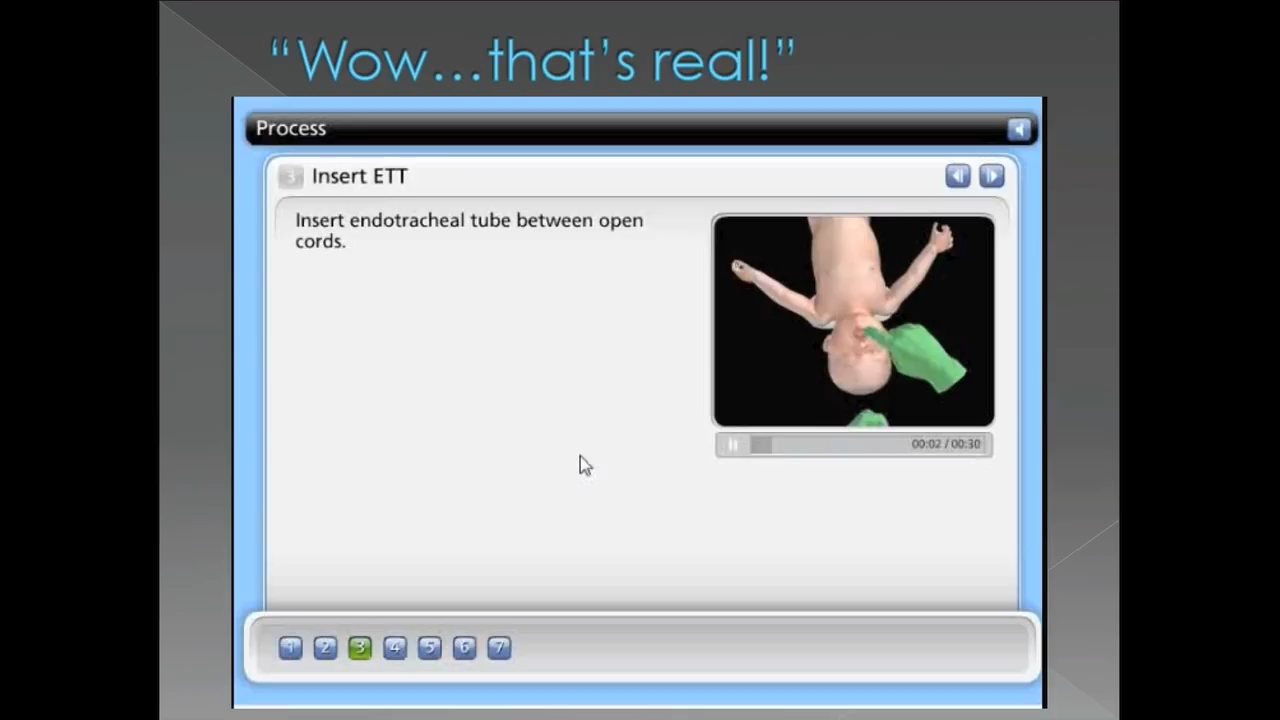 “Wow…that’s real!”
Process
3 Insert ETT
Insert endotracheal tube between open
cords.
00:02 / 00:30
1 2 3 4 5 6 7